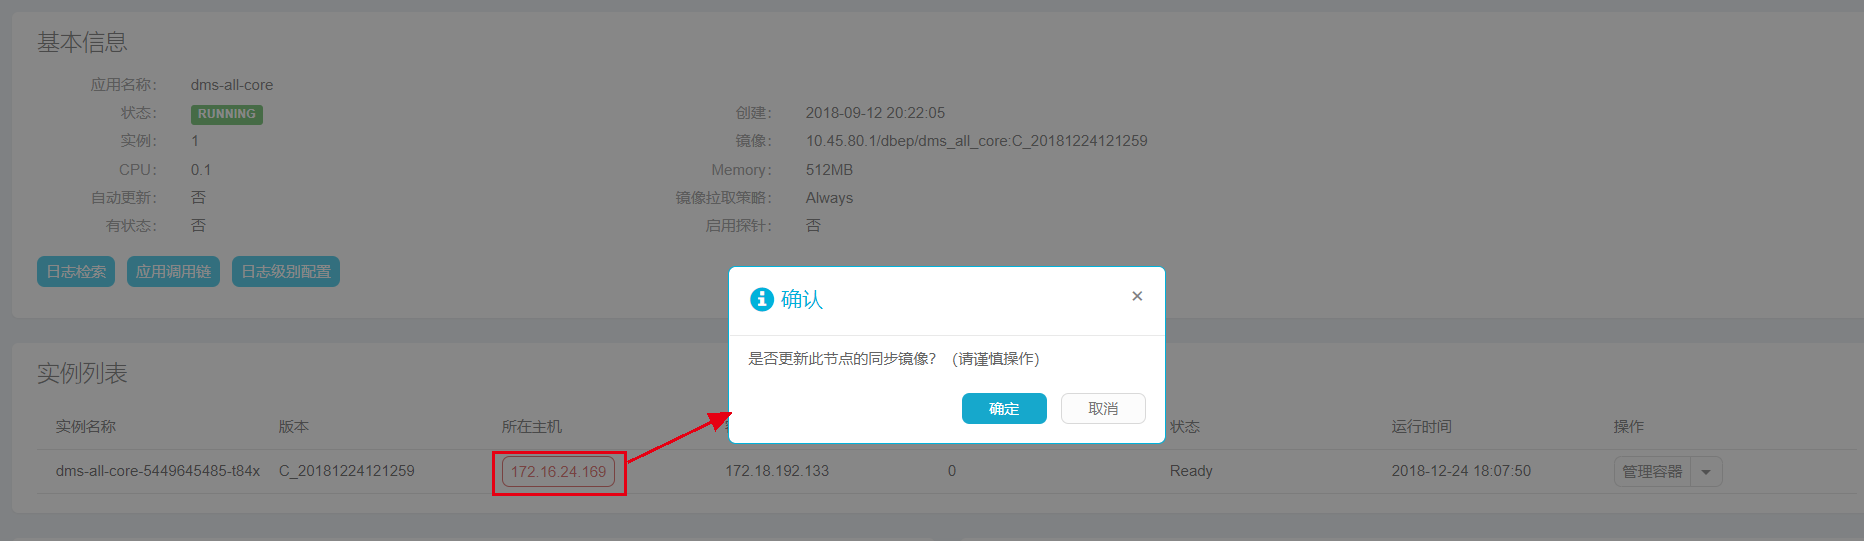 基本信息
应用名称： dms-all-core
状态： RUNNING 创建： 2018-09-12 20:22:05
实例： 1 镜像： 10.45.80.1/dbep/dms_all_core:C_20181224121259
CPU： 0.1 Memory： 512MB
自动更新： 否 镜像拉取策略： Always
有状态： 否 启用探针： 否
日志检索 应用调用链 日志级别配置
确认 ×
是否更新此节点的同步镜像？（请谨慎操作）
确定 取消
实例列表
实例名称 版本 所在主机 状态 运行时间 操作
dms-all-core-5449645485-t84x C_20181224121259 172.16.24.169 172.18.192.133 0 Ready 2018-12-24 18:07:50 管理容器